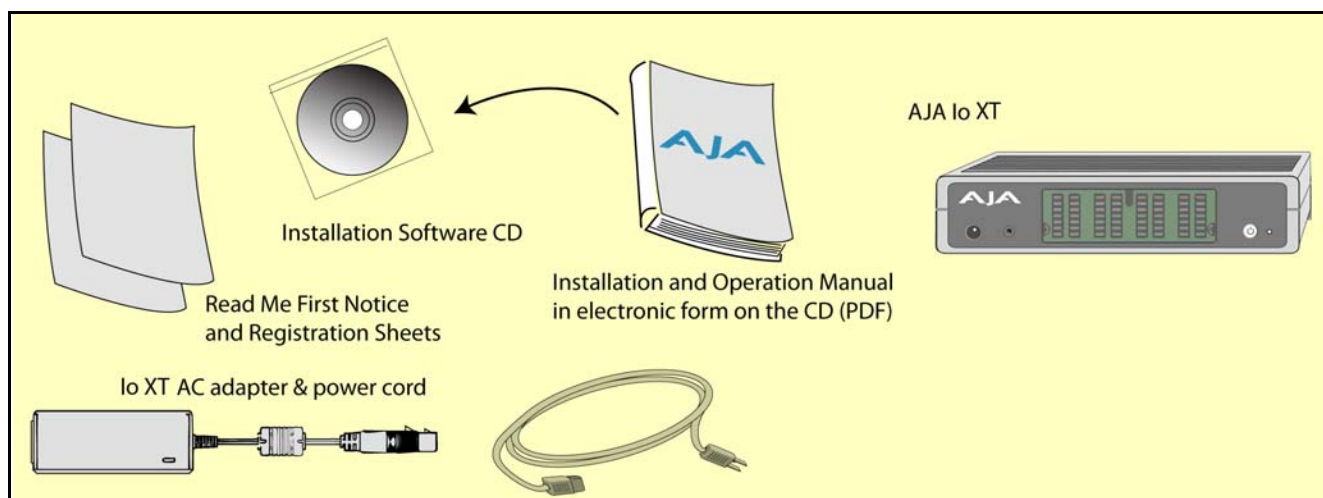 AJA Io XT
AJA
AJA
Installation Software CD
Installation and Operation Manual
in electronic form on the CD (PDF)
Read Me First Notice
and Registration Sheets
Io XT AC adapter & power cord